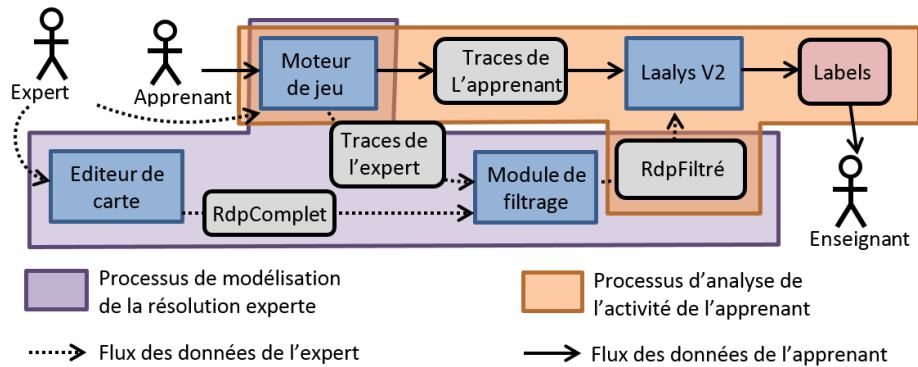 Expert
Apprenant
Moteur
de jeu
Traces de
L'apprenant
Laalys V2
Labels
Traces de
l'expert
Editeur de
carte
RdpComplet
Module de
filtrage
RdpFiltré
Enseignant
Processus de modélisation
de la résolution experte
Processus d'analyse de
l'activité de l'apprenant
Flux des données de l'expert
Flux des données de l'apprenant